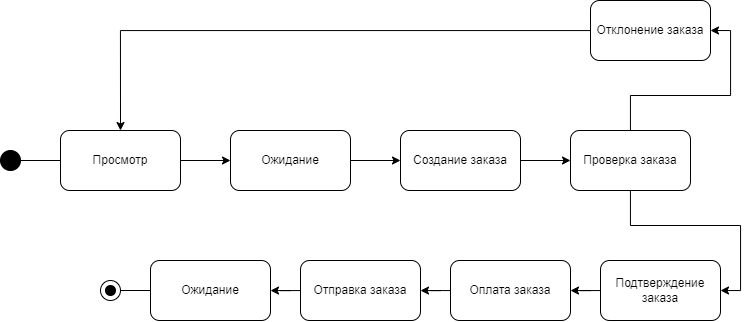 Отклонение заказа
Просмотр
Ожидание
Создание заказа
Проверка заказа
Ожидание
Отправка заказа
Оплата заказа
Подтверждение
заказа